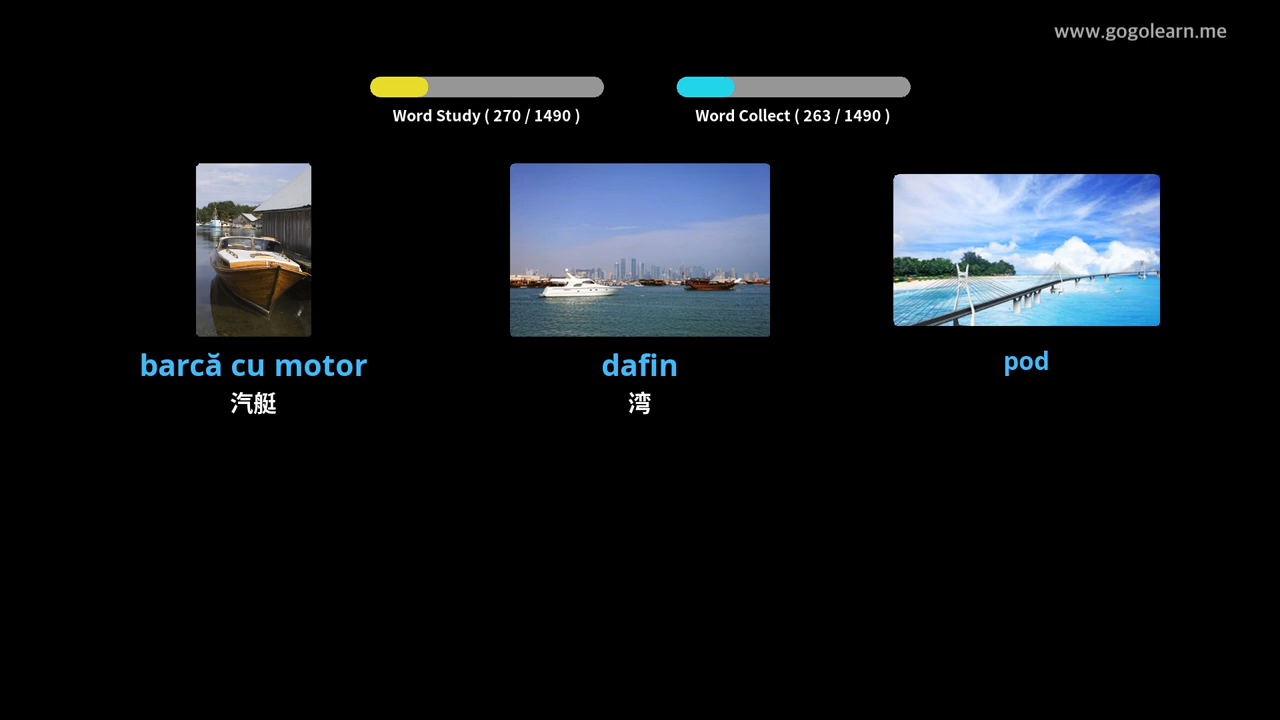 www.gogolearn.me
Word Study ( 270 / 1490 )
Word Collect ( 263 / 1490 )
barcă cu motor
汽艇
dafin
湾
pod